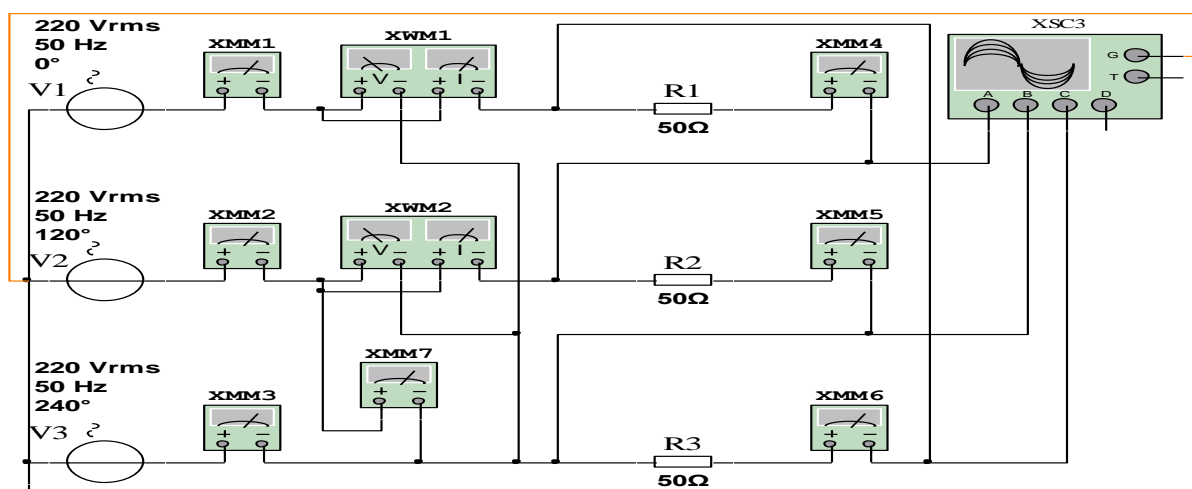 220 Vrms
50 Hz
0°
V1
XMM1
+ −
XWM1
V I
+ − + −
R1
50Ω
XMM4
+ −
XSC3
G
T
A B C D
220 Vrms
50 Hz
120°
V2
XMM2
+ −
XWM2
V I
+ − + −
R2
50Ω
XMM5
+ −
220 Vrms
50 Hz
240°
V3
XMM3
+ −
XMM7
+ −
R3
50Ω
XMM6
+ −